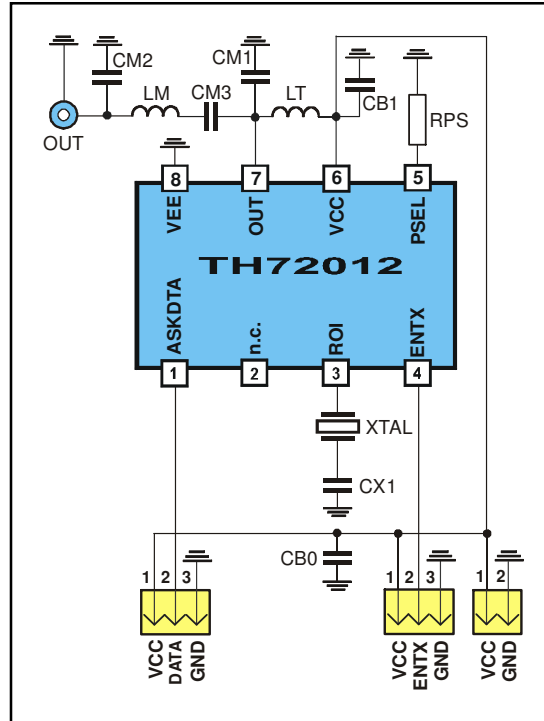 CM2
CM1
LM
CM3
LT
CB1
RPS
OUT
8
7
6
5
VEE
OUT
VCC
PSEL
TH72012
ASKDTA
n.c.
ROI
ENTX
1
2
3
4
XTAL
CX1
CB0
1 2 3
1 2 3
1 2
VCC
DATA
GND
VCC
ENTX
GND
VCC
GND